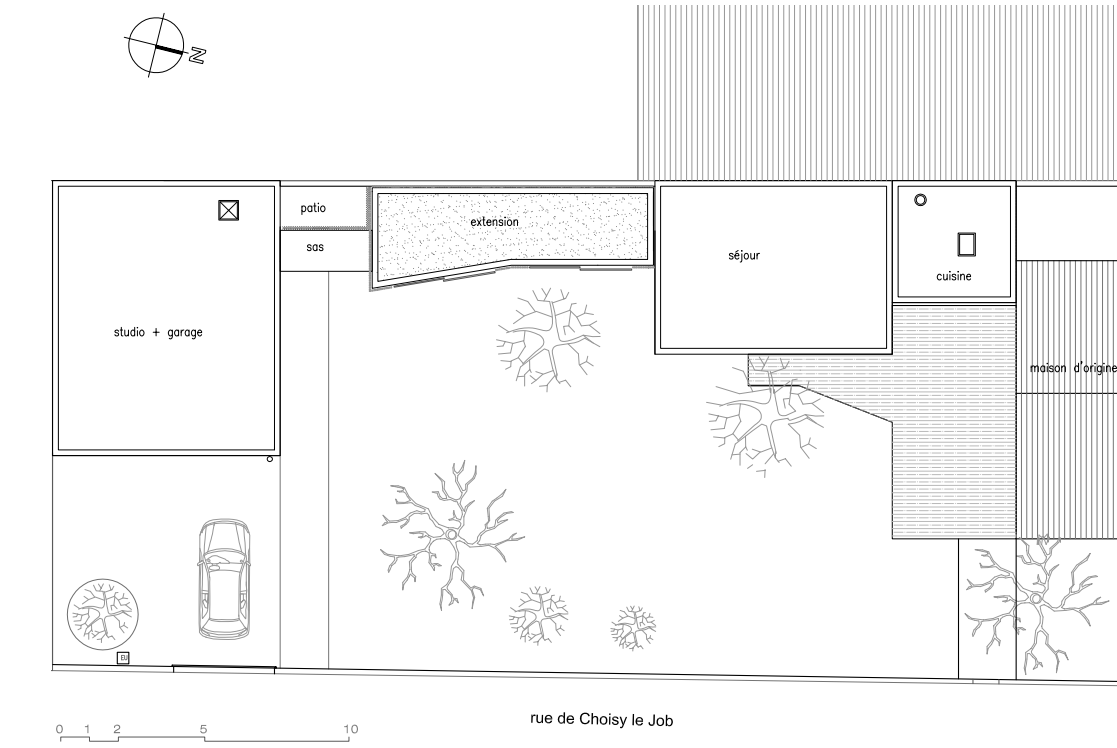 N
patio
extension
sas
séjour
cuisine
studio + garage
maison d'origine
EU
rue de Choisy le Job
0 1 2 5 10